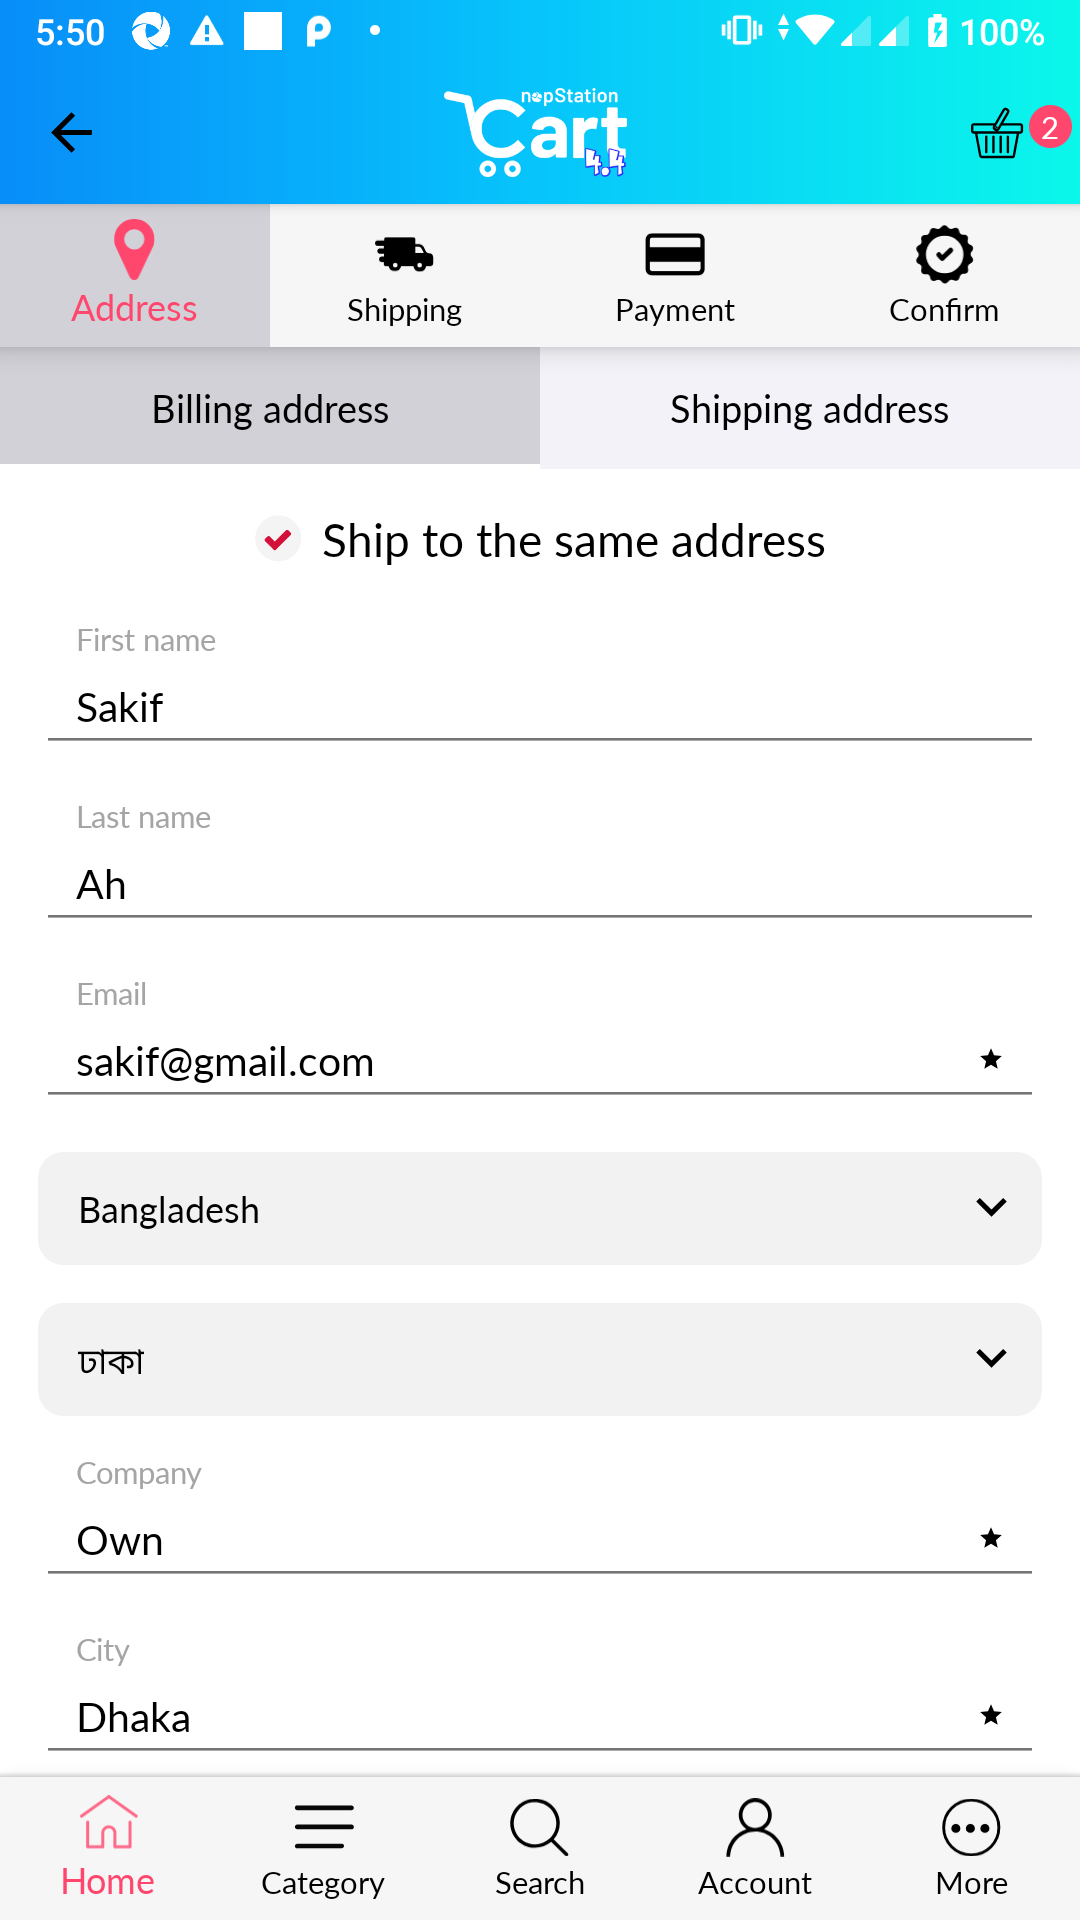 5:50
100%
nopStation
Cart
4.4
2
Address
Shipping
Payment
Confirm
Billing address
Shipping address
Ship to the same address
First name
Sakif
Last name
Ah
Email
sakif@gmail.com
Bangladesh
ঢাকা
Company
Own
City
Dhaka
Home
Category
Search
Account
More